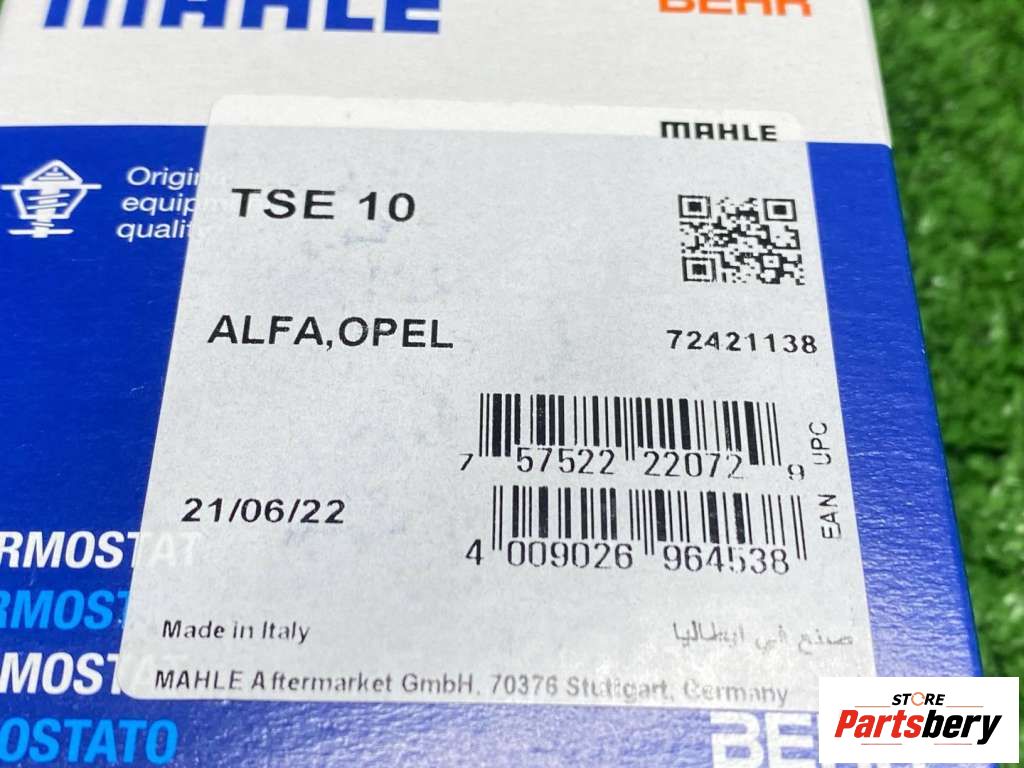 MAHLE
BEHR
MAHLE
Original
equipment
quality
TSE 10
ALFA,OPEL
72421138
7 57522 22072 9
UPC
21/06/22
4 009026 964538
EAN
RMOSTAT
RMOST
MOSTA
OSTATO
Made in Italy
صنع في ايطاليا
MAHLE Aftermarket GmbH, 70376 Stuttgart, Germany
BEHR
STORE
Partsbery